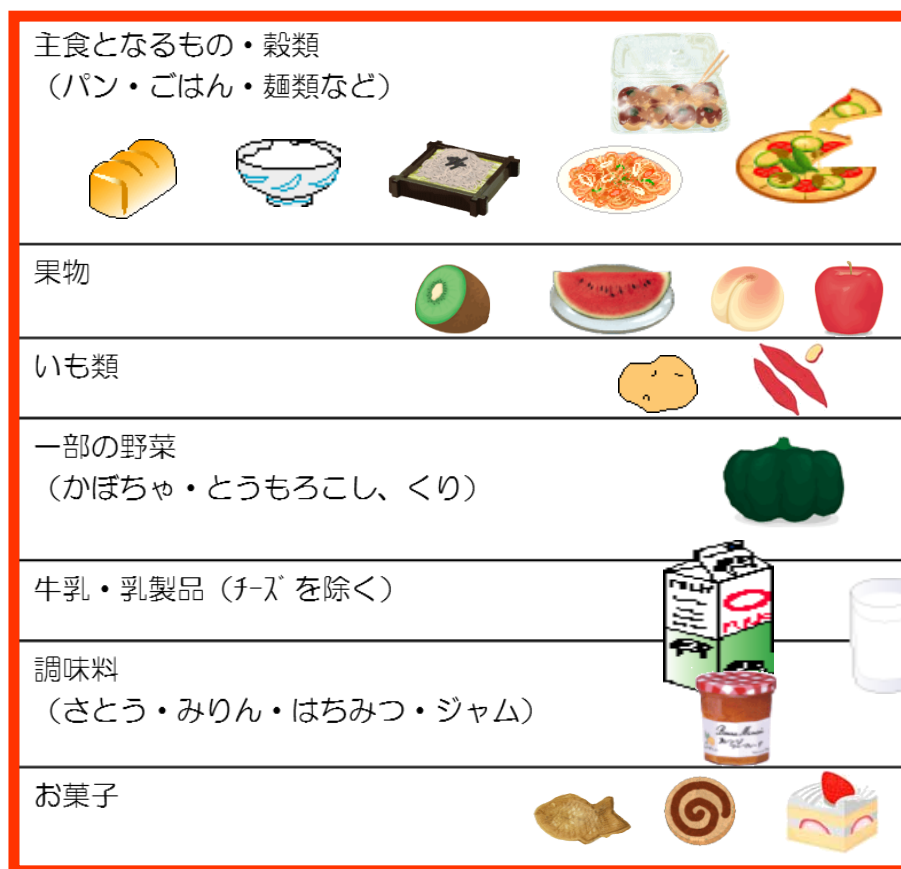 主食となるもの・穀類
（パン・ごはん・麺類など）
果物
いも類
一部の野菜
（かぼちゃ・とうもろこし、くり）
牛乳・乳製品（ﾁｰｽﾞを除く）
MILK
調味料
（さとう・みりん・はちみつ・ジャム）
Bonne Maman
お菓子